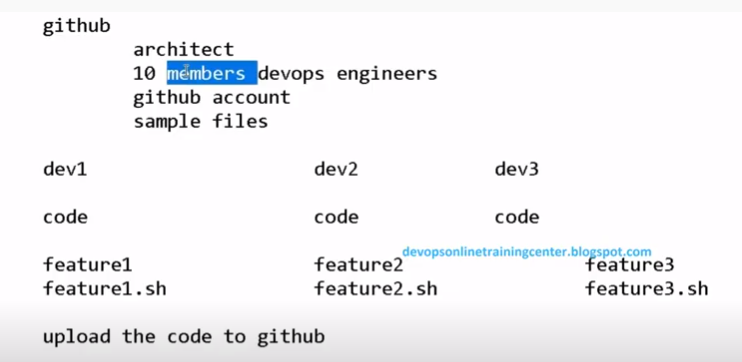 github
architect
10 members devops engineers
github account
sample files
dev1 dev2 dev3
code code code
devopsonlinetrainingcenter.blogspot.com
feature1 feature2 feature3
feature1.sh feature2.sh feature3.sh
upload the code to github